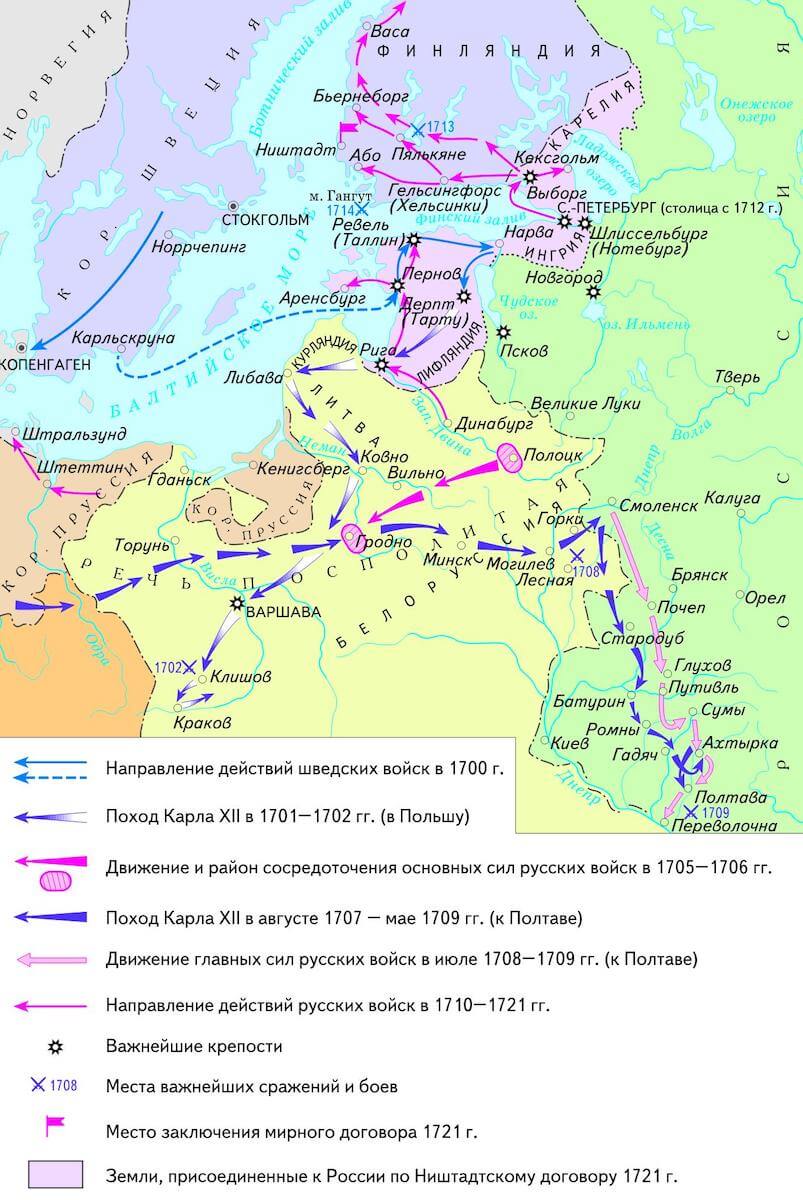 НОРВЕГИЯ
КОР. ШВЕЦИЯ
Ботнический залив
Васа
ФИНЛЯНДИЯ
Бьернеборг
КАРЕЛИЯ
Онежское
озеро
1713
Ништадт
Або
Пялькяне
Кексгольм
Ладожское
озеро
м. Гангут
1714
Гельсингфорс
(Хельсинки)
Выборг
СТОКГОЛЬМ
Финский залив
С.-ПЕТЕРБУРГ (столица с 1712 г.)
Ревель
(Таллин)
Нарва
ИНГРИЯ
Шлиссельбург
(Нотебург)
Норрчепинг
Пернов
Новгород
Аренсбург
Дерпт
(Тарту)
Чудское
оз.
оз. Ильмень
БАЛТИЙСКОЕ МОРЕ
Карльскруна
КОПЕНГАГЕН
КУРЛЯНДИЯ
Рига
ЛИФЛЯНДИЯ
Псков
Либава
ЛИТВА
Тверь
Великие Луки
Волга
Зап. Двина
Динабург
Штральзунд
Неман
Ковно
Полоцк
Днепр
Штеттин
Гданьск
Кенигсберг
Вильно
КОР. ПРУССИЯ
КОР. ПРУССИЯ
Смоленск
Калуга
Горки
Десна
Торунь
Гродно
РЕЧЬ ПОСПОЛИТАЯ
Минск
Могилев
Лесная
1708
Висла
БЕЛОРУССИЯ
Брянск
Орел
ВАРШАВА
Почеп
Одра
Стародуб
РОССИЯ
1702
Клишов
Глухов
Путивль
Краков
Батурин
Сумы
Ромны
Киев
Гадяч
Ахтырка
Днепр
Полтава
1709
Переволочна
Направление действий шведских войск в 1700 г.
Поход Карла XII в 1701—1702 гг. (в Польшу)
Движение и район сосредоточения основных сил русских войск в 1705—1706 гг.
Поход Карла XII в августе 1707 – мае 1709 гг. (к Полтаве)
Движение главных сил русских войск в июле 1708—1709 гг. (к Полтаве)
Направление действий русских войск в 1710—1721 гг.
Важнейшие крепости
1708 Места важнейших сражений и боев
Место заключения мирного договора 1721 г.
Земли, присоединенные к России по Ништадтскому договору 1721 г.